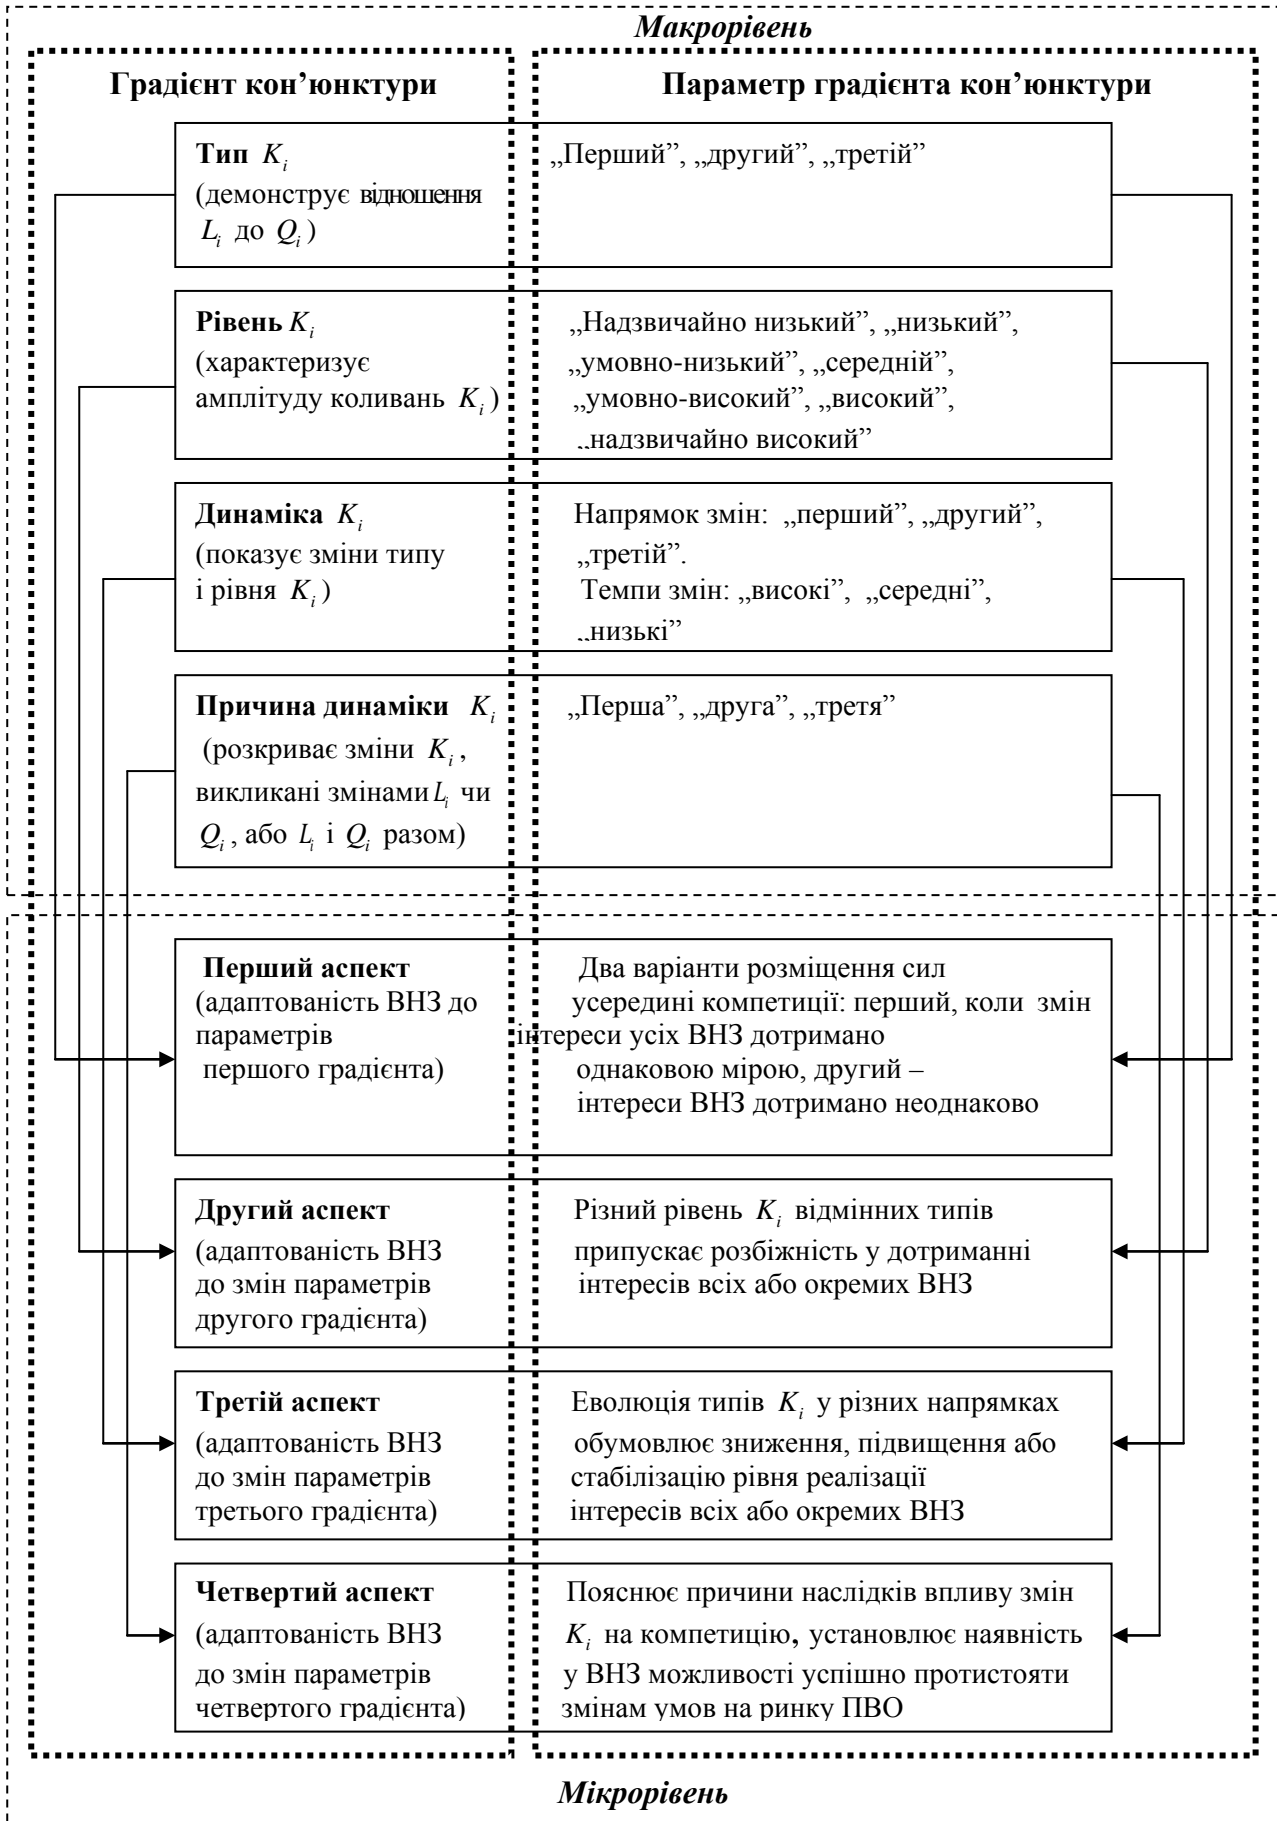 Макрорівень
Градієнт кон’юнктури
Параметр градієнта кон’юнктури
Тип K_i
(демонструє відношення
L_i до Q_i)
„Перший”, „другий”, „третій”
Рівень K_i
(характеризує
амплітуду коливань K_i)
„Надзвичайно низький”, „низький”,
„умовно-низький”, „середній”,
„умовно-високий”, „високий”,
„надзвичайно високий”
Динаміка K_i
(показує зміни типу
і рівня K_i)
Напрямок змін: „перший”, „другий”,
„третій”.
Темпи змін: „високі”, „середні”,
„низькі”
Причина динаміки K_i
(розкриває зміни K_i,
викликані змінами L_i чи
Q_i, або L_i і Q_i разом)
„Перша”, „друга”, „третя”
Перший аспект
(адаптованість ВНЗ до
параметрів
першого градієнта)
Два варіанти розміщення сил
усередині компетиції: перший, коли змін
інтереси усіх ВНЗ дотримано
однаковою мірою, другий –
інтереси ВНЗ дотримано неоднаково
Другий аспект
(адаптованість ВНЗ
до змін параметрів
другого градієнта)
Різний рівень K_i відмінних типів
припускає розбіжність у дотриманні
інтересів всіх або окремих ВНЗ
Третій аспект
(адаптованість ВНЗ
до змін параметрів
третього градієнта)
Еволюція типів K_i у різних напрямках
обумовлює зниження, підвищення або
стабілізацію рівня реалізації
інтересів всіх або окремих ВНЗ
Четвертий аспект
(адаптованість ВНЗ
до змін параметрів
четвертого градієнта)
Пояснює причини наслідків впливу змін
K_i на компетицію, установлює наявність
у ВНЗ можливості успішно протистояти
змінам умов на ринку ПВО
Мікрорівень